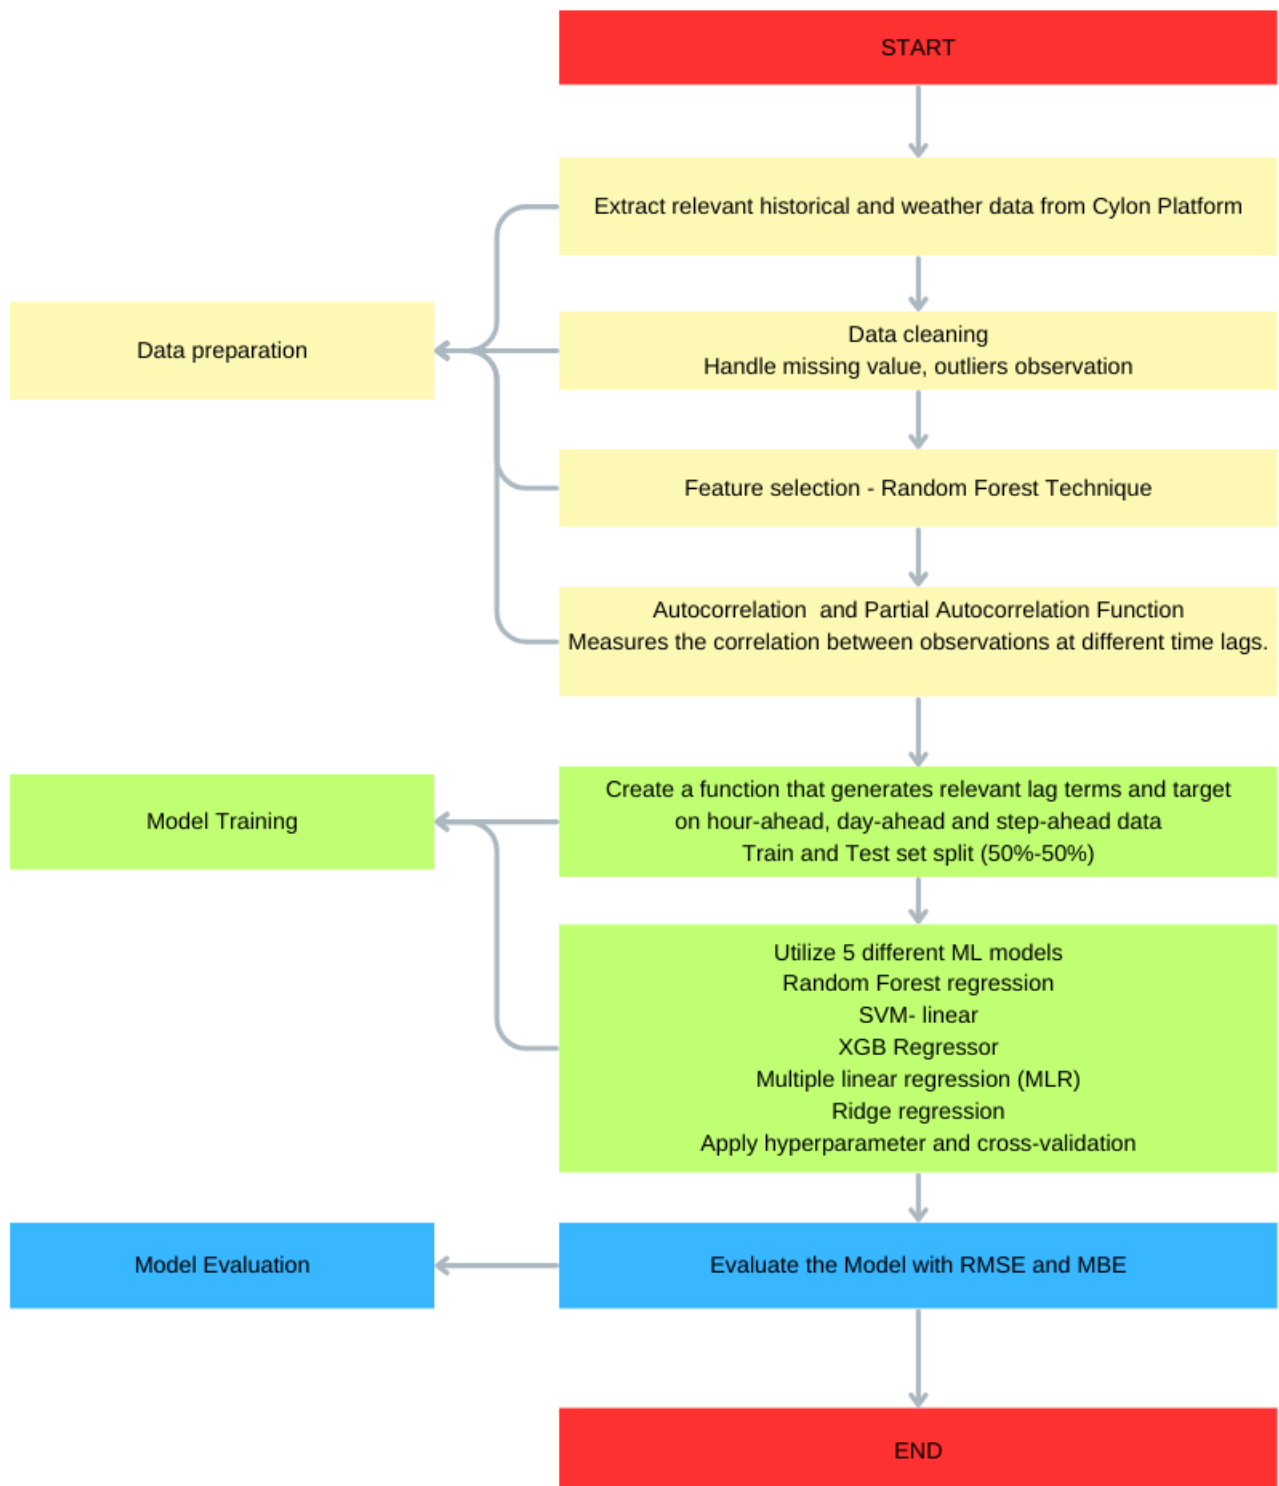 START
Extract relevant historical and weather data from Cylon Platform
Data preparation
Data cleaning
Handle missing value, outliers observation
Feature selection - Random Forest Technique
Autocorrelation  and Partial Autocorrelation Function
Measures the correlation between observations at different time lags.
Model Training
Create a function that generates relevant lag terms and target
on hour-ahead, day-ahead and step-ahead data
Train and Test set split (50%-50%)
Utilize 5 different ML models
Random Forest regression
SVM- linear
XGB Regressor
Multiple linear regression (MLR)
Ridge regression
Apply hyperparameter and cross-validation
Model Evaluation
Evaluate the Model with RMSE and MBE
END